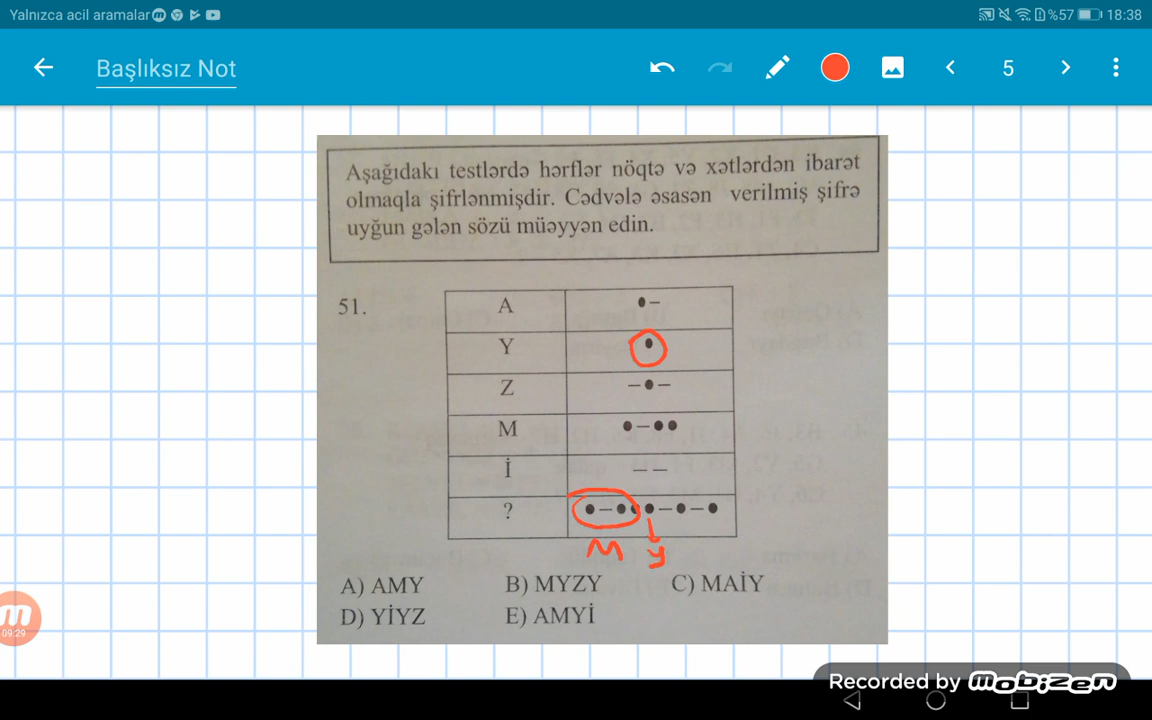 Yalnızca acil aramalar %57 18:38
Başlıksız Not 5
Aşağıdakı testlərdə hərflər nöqtə və xətlərdən ibarət
olmaqla şifrlənmişdir. Cədvələ əsasən verilmiş şifrə
uyğun gələn sözü müəyyən edin.
51.
A •–
Y •
Z –•–
M •–••
İ ––
? •–•••–•–•
M y
A) AMY B) MYZY C) MAİY
D) YİYZ E) AMYİ
09:29
Recorded by mobizen